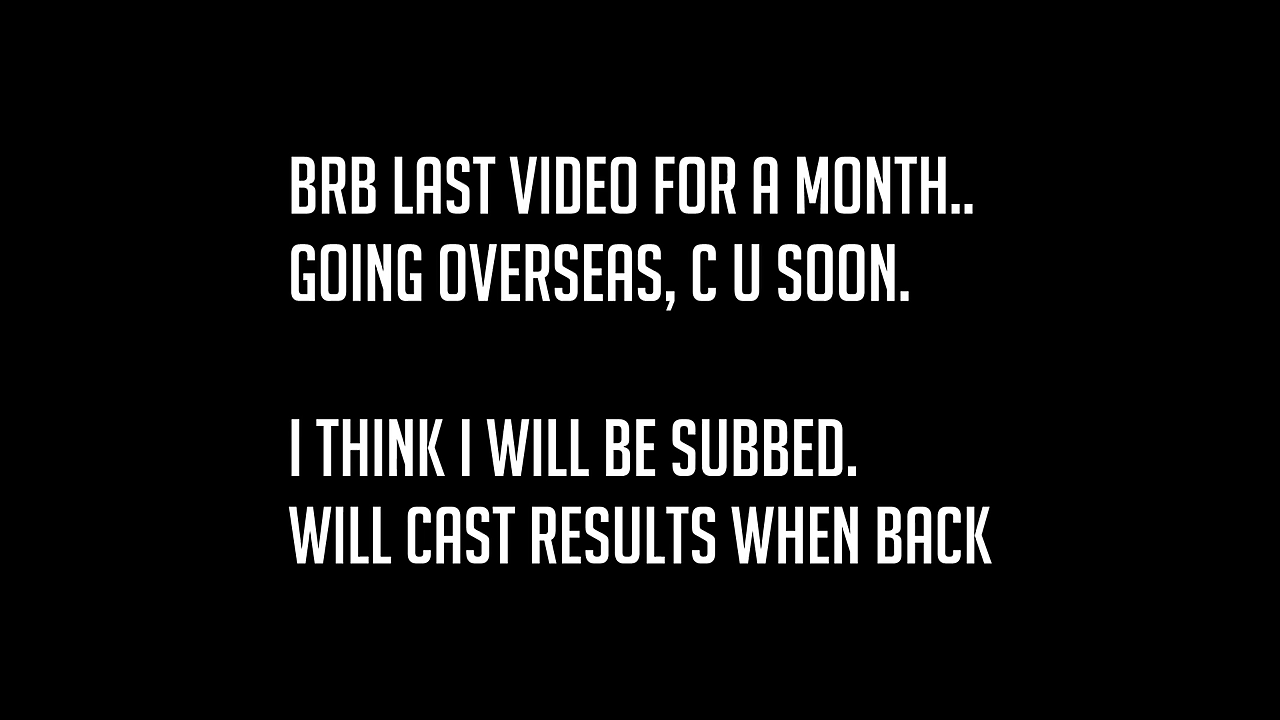 BRB LAST VIDEO FOR A MONTH..
GOING OVERSEAS, C U SOON.
I THINK I WILL BE SUBBED.
WILL CAST RESULTS WHEN BACK